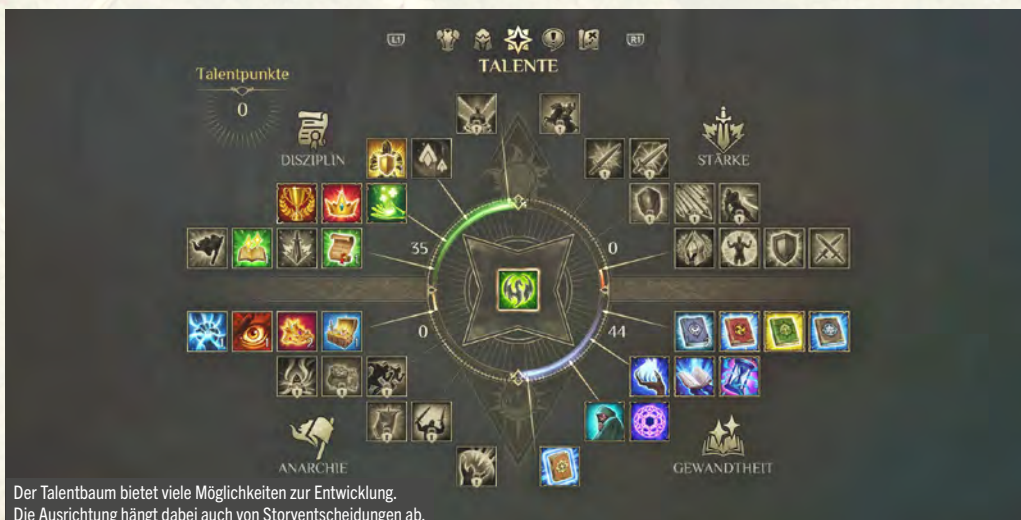 L1
R1
TALENTE
Talentpunkte
0
DISZIPLIN
STÄRKE
35
0
0
44
ANARCHIE
GEWANDTHEIT
Der Talentbaum bietet viele Möglichkeiten zur Entwicklung.
Die Ausrichtung hängt dabei auch von Storyentscheidungen ab.